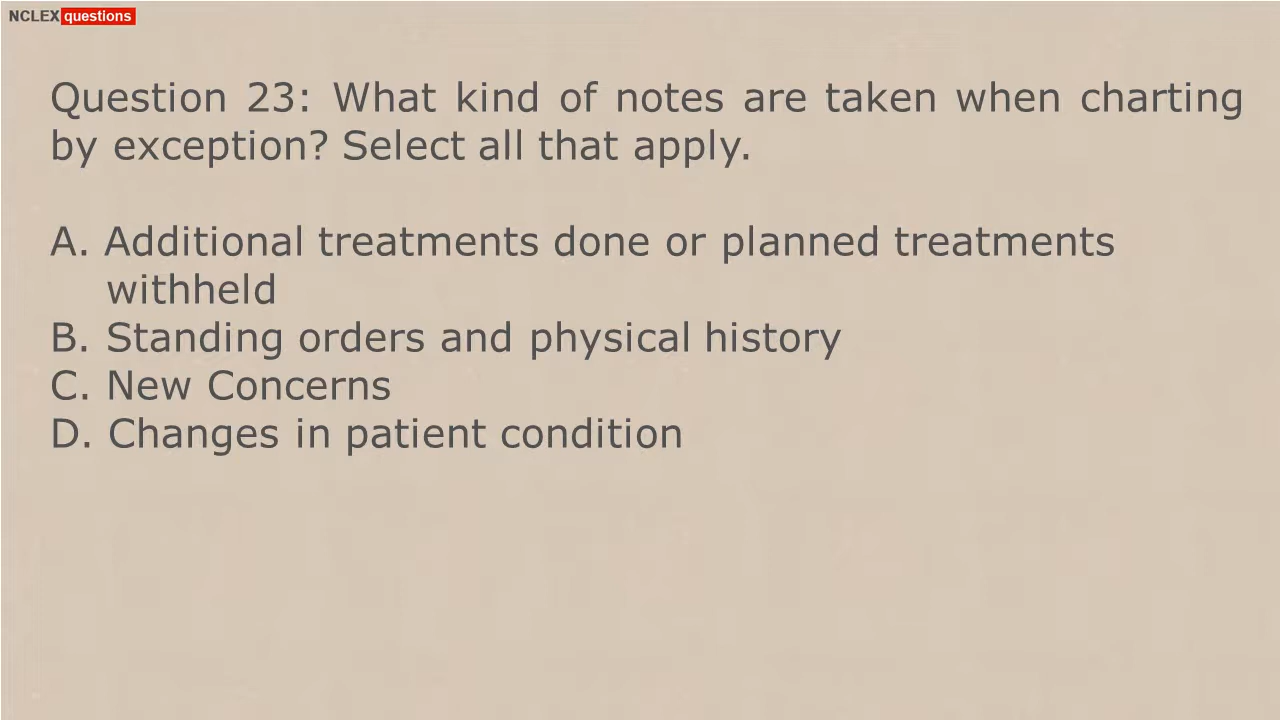 NCLEX questions
Question 23: What kind of notes are taken when charting
by exception? Select all that apply.
A. Additional treatments done or planned treatments
withheld
B. Standing orders and physical history
C. New Concerns
D. Changes in patient condition